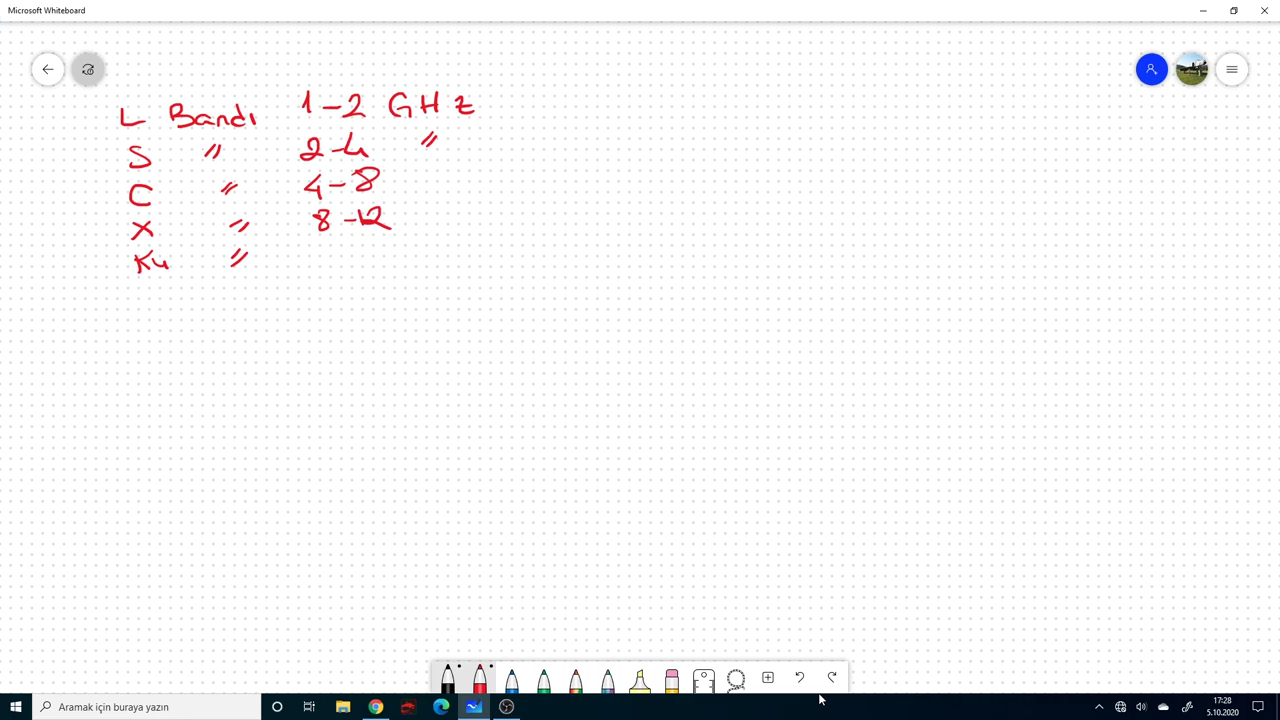 Microsoft Whiteboard
L Bandı 1-2 GHz
S " 2-4 "
C " 4-8
X " 8-12
Ku "
Aramak için buraya yazın
17:28
5.10.2020